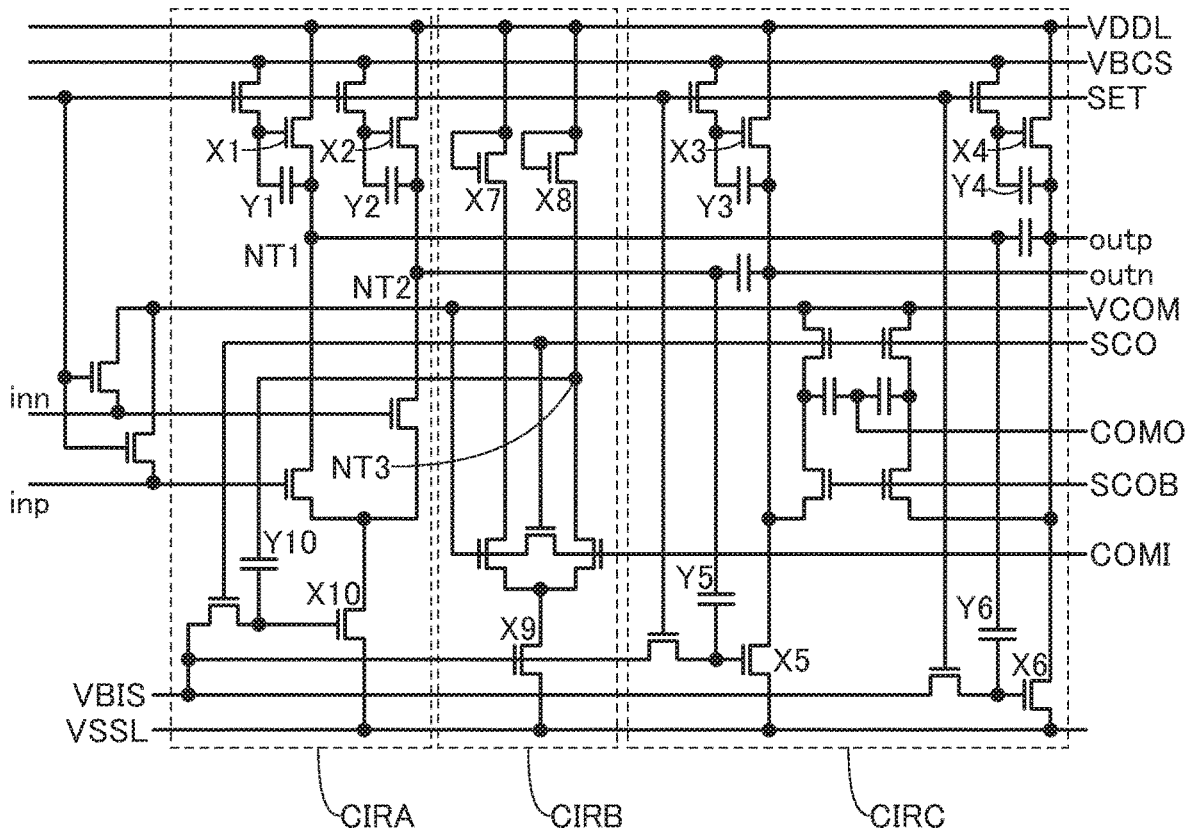 VDDL
VBCS
SET
X1
X2
X3
X4
Y1
Y2
X7
X8
Y3
Y4
NT1
outp
NT2
outn
VCOM
SCO
inn
COMO
NT3
inp
SCOB
Y10
COMI
X10
Y5
X9
Y6
X5
X6
VBIS
VSSL
CIRA
CIRB
CIRC